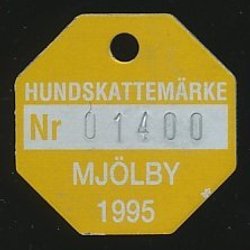 HUNDSKATTEMÄRKE
Nr 01400
MJÖLBY
1995